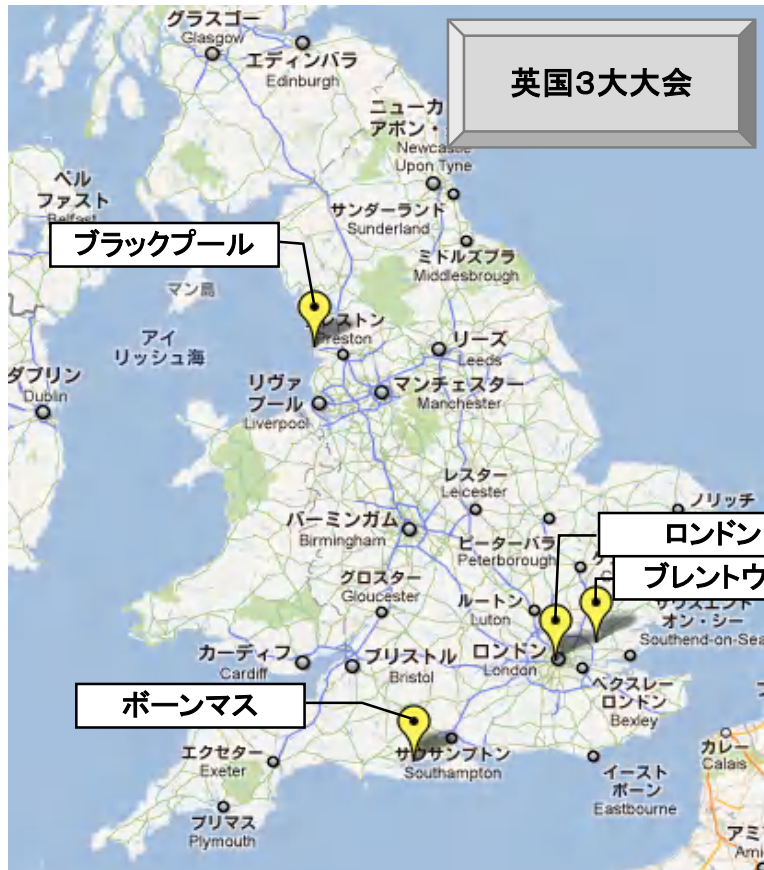 グラスゴー
Glasgow
エディンバラ
Edinburgh
英国3大大会
ニューカ
アポン・
Newcastle
Upon Tyne
ベル
ファスト
Belfast
サンダーランド
Sunderland
ブラックプール
ミドルズブラ
Middlesbrough
マン島
プレストン
Preston
アイ
リッシュ海
リーズ
Leeds
ダブリン
Dublin
リヴァ
プール
Liverpool
マンチェスター
Manchester
レスター
Leicester
ノリッチ
バーミンガム
Birmingham
ピーターバラ
Peterborough
ロンドン
ケ
ブレントウ
グロスター
Gloucester
ルートン
Luton
サウスエンド
オン・シー
Southend-on-Sea
カーディフ
Cardiff
ブリストル
Bristol
ロンドン
London
ベクスレー
ロンドン
Bexley
ボーンマス
エクセター
Exeter
サウサンプトン
Southampton
カレー
Calais
イースト
ボーン
Eastbourne
プリマス
Plymouth
アミ
Ami